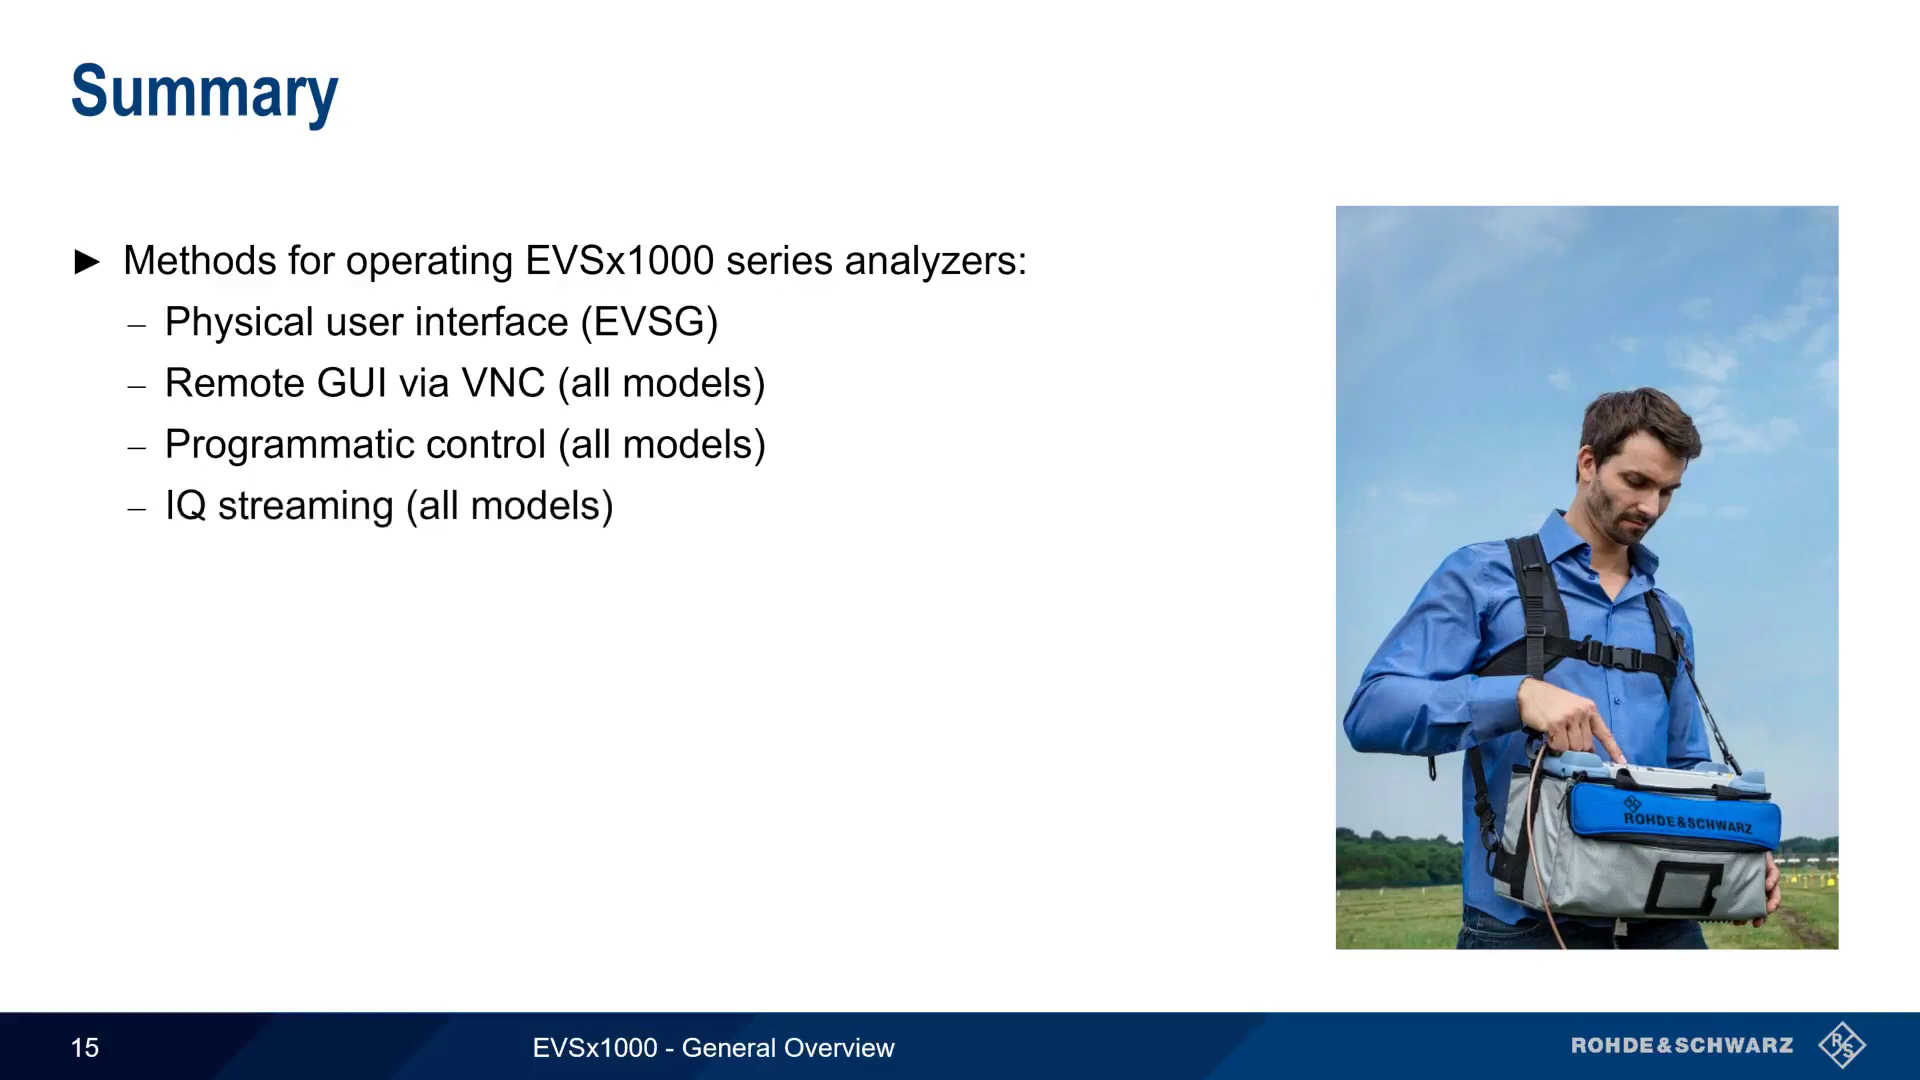 Summary
► Methods for operating EVSx1000 series analyzers:
– Physical user interface (EVSG)
– Remote GUI via VNC (all models)
– Programmatic control (all models)
– IQ streaming (all models)
ROHDE&SCHWARZ
15
EVSx1000 - General Overview
ROHDE&SCHWARZ
RS